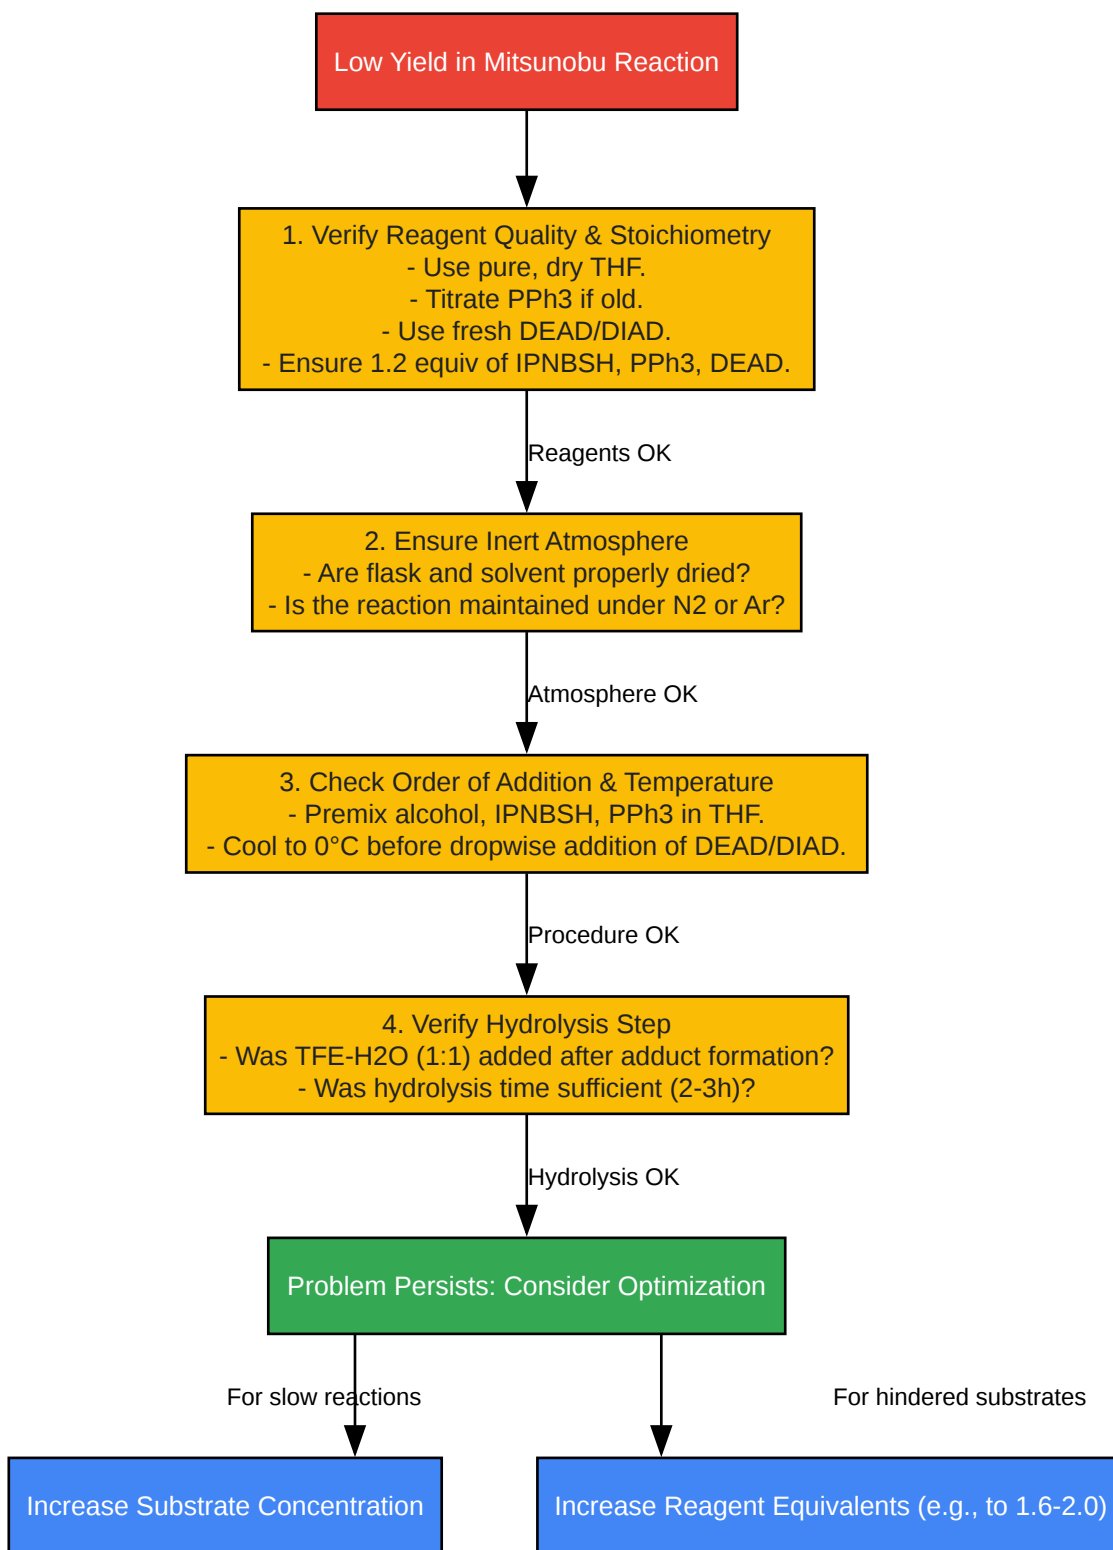 Low Yield in Mitsunobu Reaction
1. Verify Reagent Quality & Stoichiometry
- Use pure, dry THF.
- Titrate PPh3 if old.
- Use fresh DEAD/DIAD.
- Ensure 1.2 equiv of IPNBSH, PPh3, DEAD.
Reagents OK
2. Ensure Inert Atmosphere
- Are flask and solvent properly dried?
- Is the reaction maintained under N2 or Ar?
Atmosphere OK
3. Check Order of Addition & Temperature
- Premix alcohol, IPNBSH, PPh3 in THF.
- Cool to 0°C before dropwise addition of DEAD/DIAD.
Procedure OK
4. Verify Hydrolysis Step
- Was TFE-H2O (1:1) added after adduct formation?
- Was hydrolysis time sufficient (2-3h)?
Hydrolysis OK
Problem Persists: Consider Optimization
For slow reactions
For hindered substrates
Increase Substrate Concentration
Increase Reagent Equivalents (e.g., to 1.6-2.0)